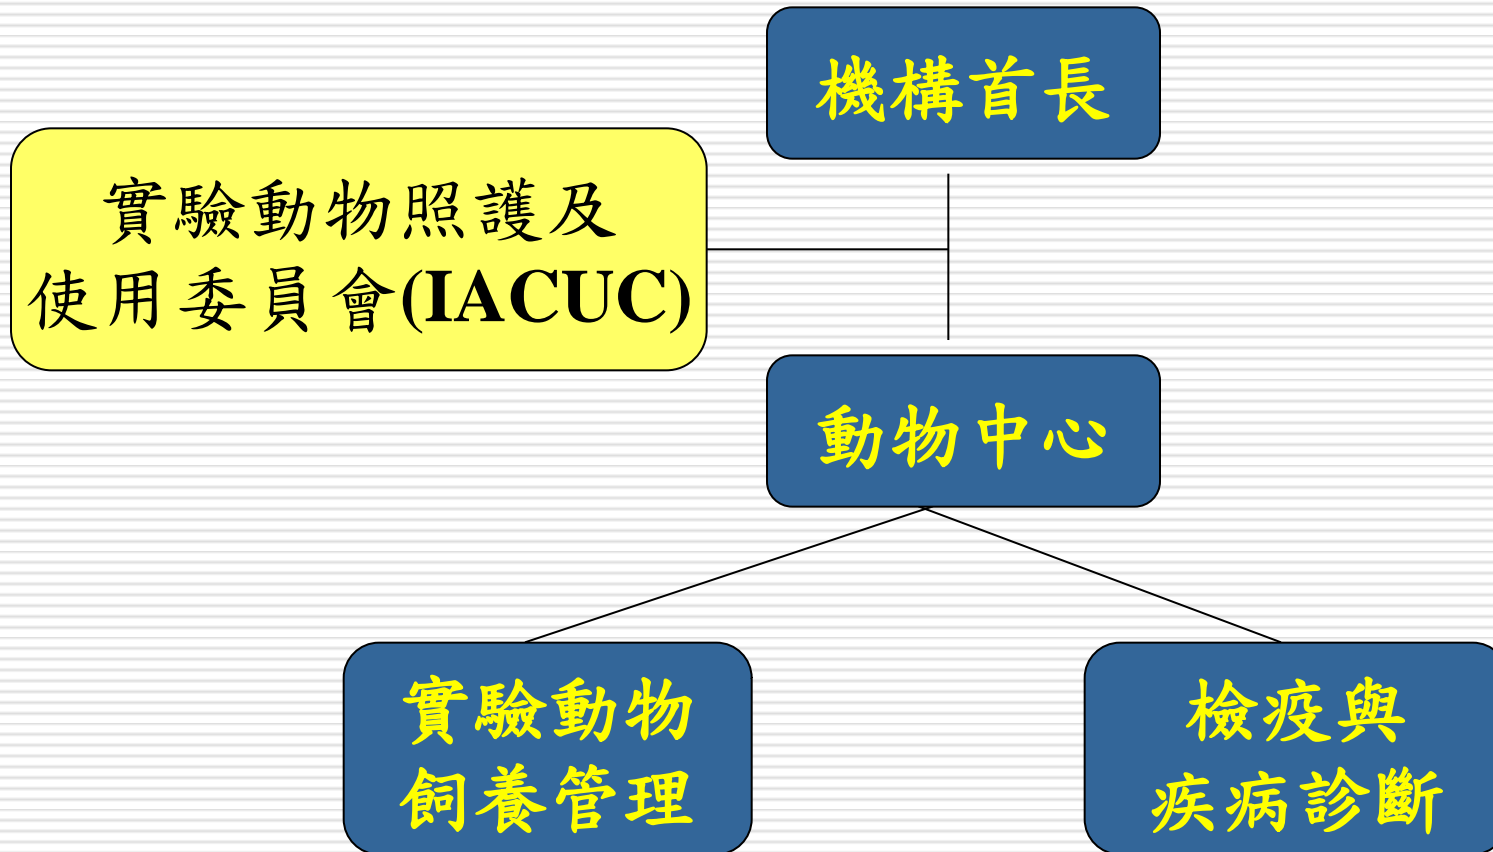 機構首長
實驗動物照護及
使用委員會(IACUC)
動物中心
實驗動物
飼養管理
檢疫與
疾病診斷